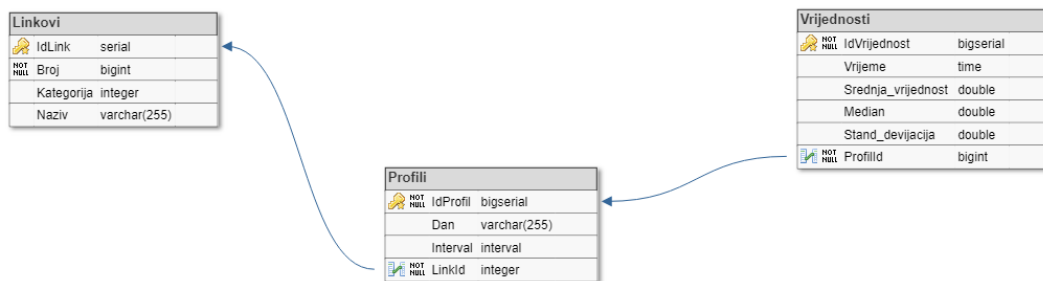 Linkovi
IdLink serial
NOT NULL Broj bigint
Kategorija integer
Naziv varchar(255)
Profili
NOT NULL IdProfil bigserial
Dan varchar(255)
Interval interval
NOT NULL LinkId integer
Vrijednosti
NOT NULL IdVrijednost bigserial
Vrijeme time
Srednja_vrijednost double
Median double
Stand_devijacija double
NOT NULL ProfilId bigint